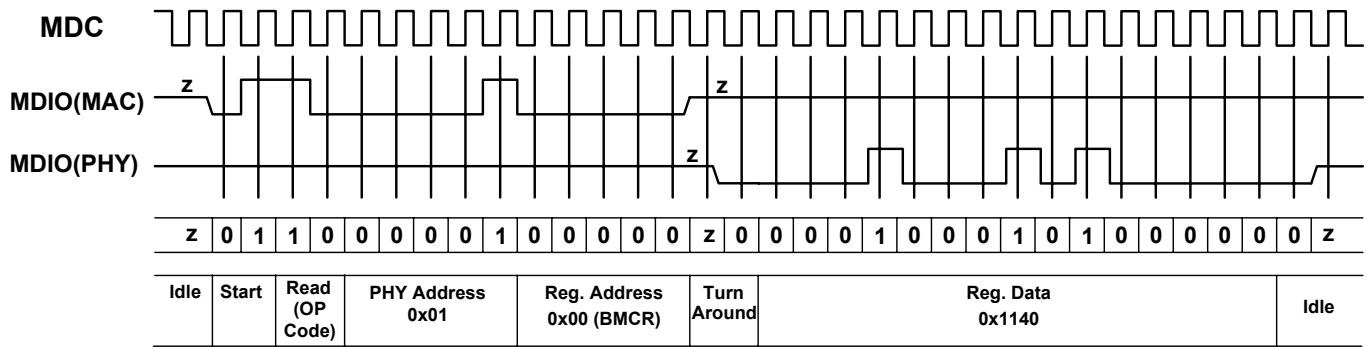 MDC
z
z
MDIO(MAC)
z
MDIO(PHY)
z 0 1 1 0 0 0 0 0 1 0 0 0 0 0 z 0 0 0 0 1 0 0 0 1 0 1 0 0 0 0 0 0 z
Idle
Start
Read
(OP
Code)
PHY Address
0x01
Reg. Address
0x00 (BMCR)
Turn
Around
Reg. Data
0x1140
Idle